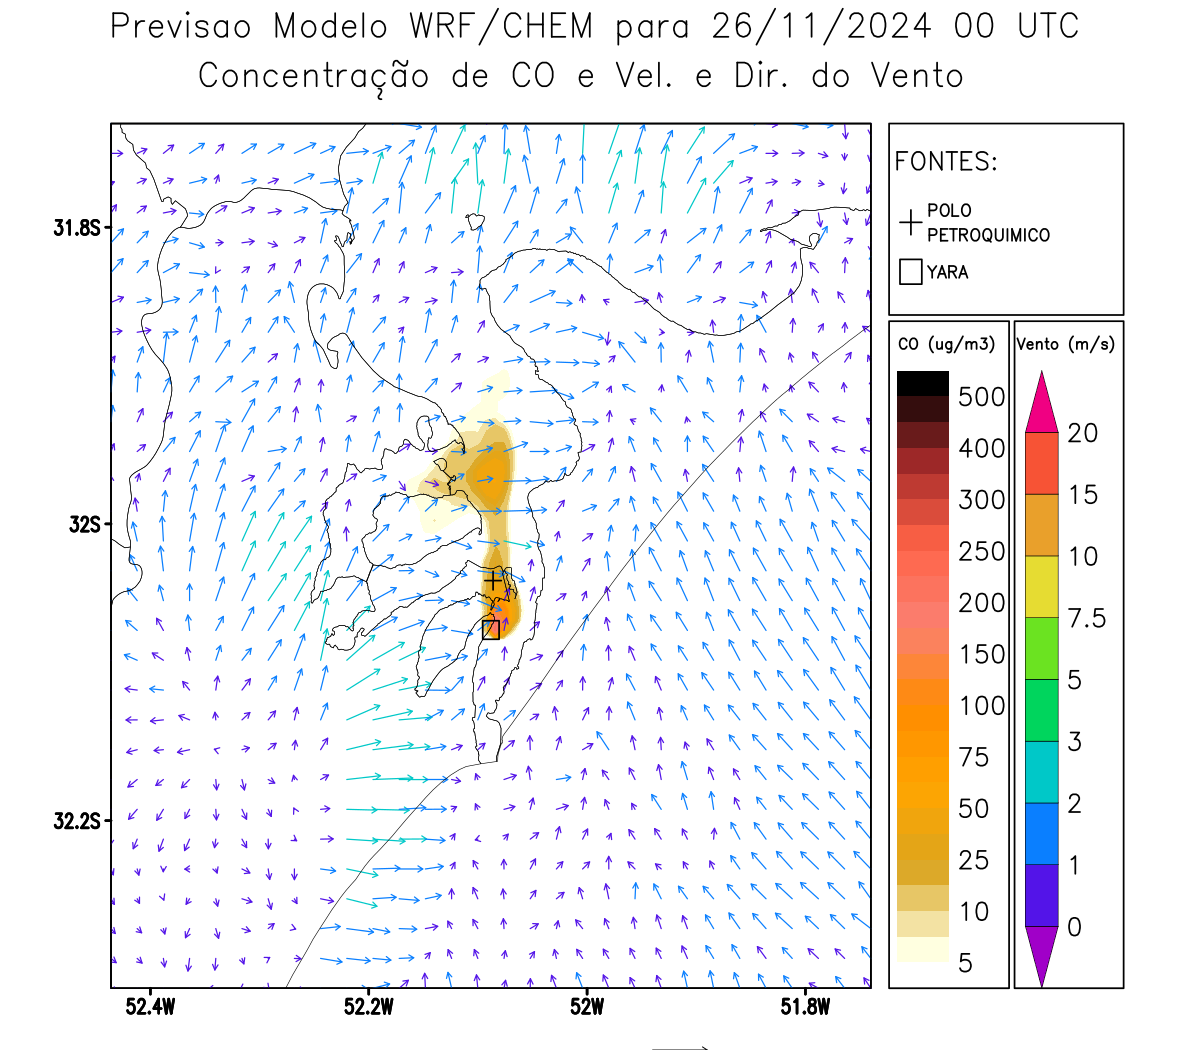 Previsao Modelo WRF/CHEM para 26/11/2024 00 UTC
Concentração de CO e Vel. e Dir. do Vento
FONTES:
POLO
PETROQUIMICO
YARA
CO (ug/m3)
500
400
300
250
200
150
100
75
50
25
10
5
Vento (m/s)
20
15
10
7.5
5
3
2
1
0
31.8S
32S
32.2S
52.4W
52.2W
52W
51.8W